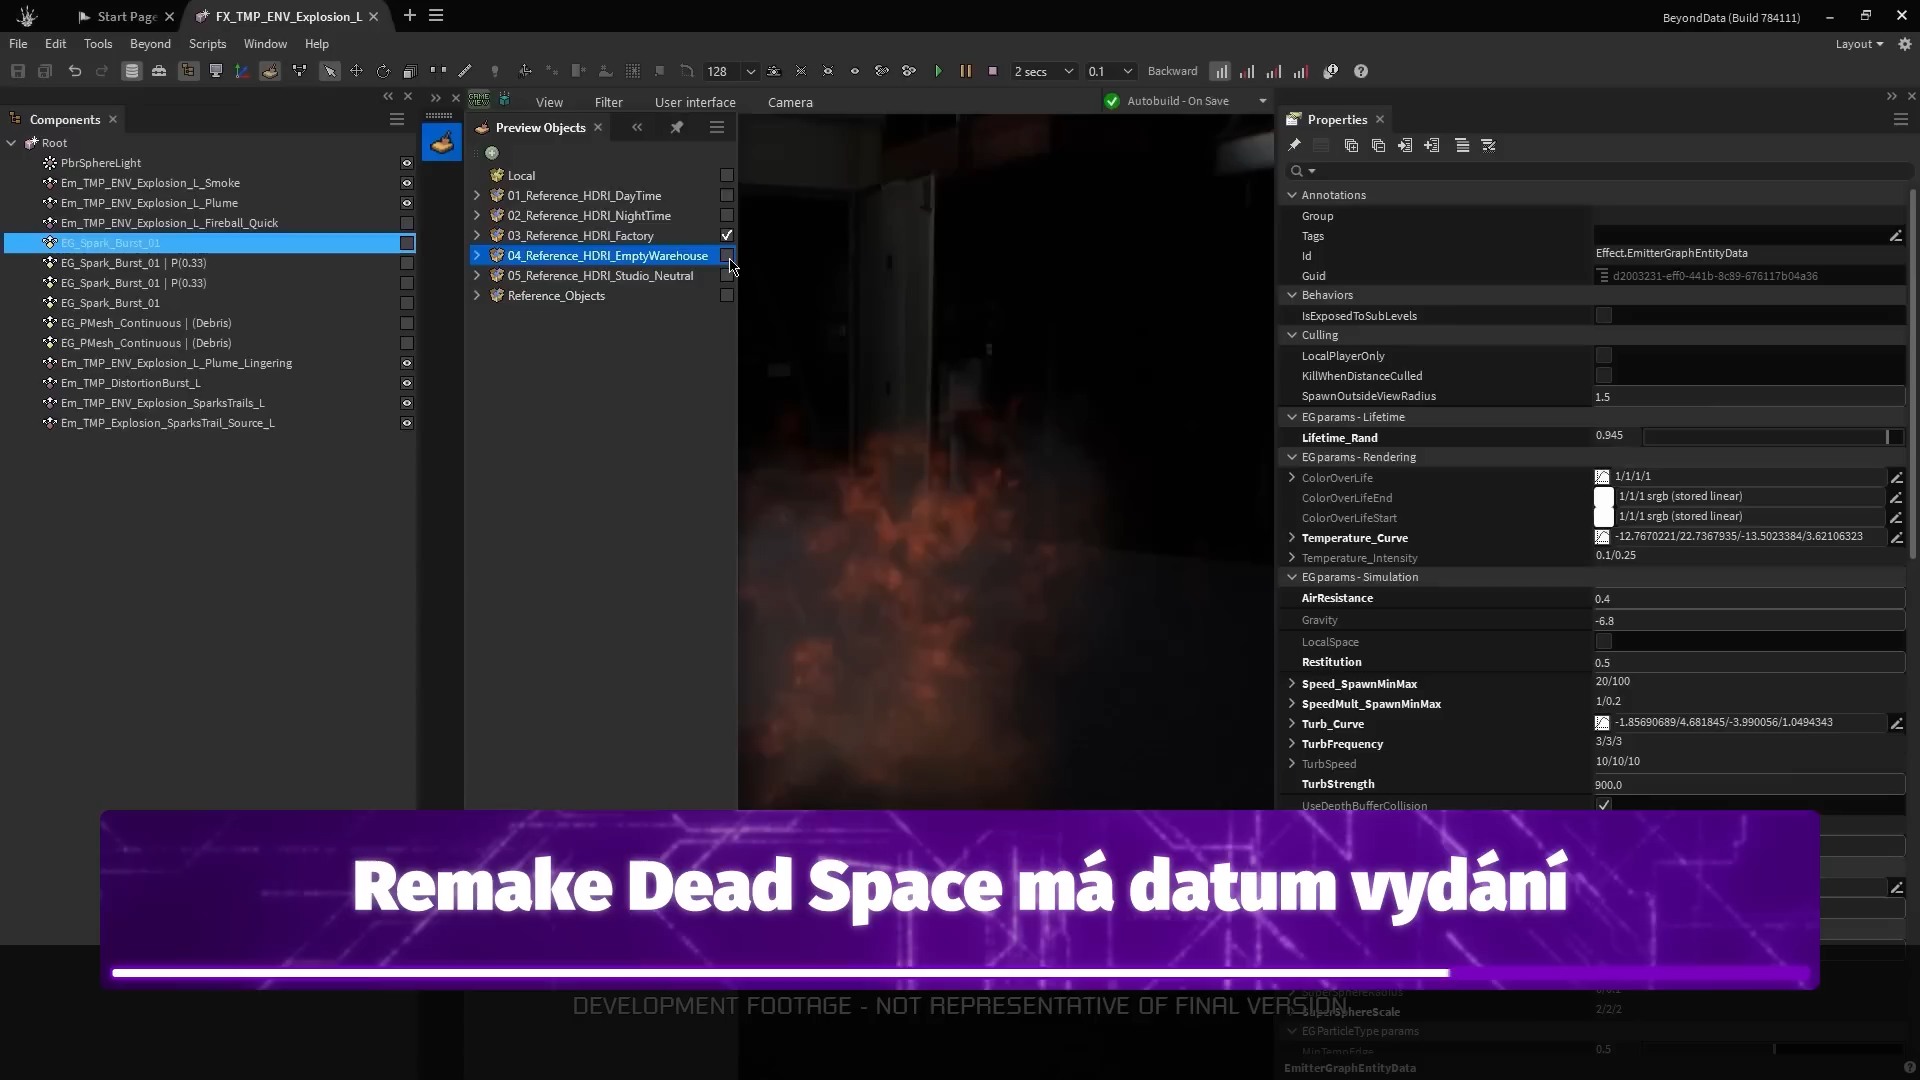 Start Page
FX_TMP_ENV_Explosion_L
BeyondData (Build 784111)
File Edit Tools Beyond Scripts Window Help
Layout
128
2 secs
0.1
Backward
Components
Root
PbrSphereLight
Em_TMP_ENV_Explosion_L_Smoke
Em_TMP_ENV_Explosion_L_Plume
Em_TMP_ENV_Explosion_L_Fireball_Quick
EG_Spark_Burst_01
EG_Spark_Burst_01 | P(0.33)
EG_Spark_Burst_01 | P(0.33)
EG_Spark_Burst_01
EG_PMesh_Continuous | (Debris)
EG_PMesh_Continuous | (Debris)
Em_TMP_ENV_Explosion_L_Plume_Lingering
Em_TMP_DistortionBurst_L
Em_TMP_ENV_Explosion_SparksTrails_L
Em_TMP_Explosion_SparksTrail_Source_L
GAME VIEW
View Filter User interface Camera
Autobuild - On Save
Preview Objects
Local
01_Reference_HDRI_DayTime
02_Reference_HDRI_NightTime
03_Reference_HDRI_Factory
04_Reference_HDRI_EmptyWarehouse
05_Reference_HDRI_Studio_Neutral
Reference_Objects
Properties
Annotations
Group
Tags
Id Effect.EmitterGraphEntityData
Guid d2003231-eff0-441b-8c89-676117b04a36
Behaviors
IsExposedToSubLevels
Culling
LocalPlayerOnly
KillWhenDistanceCulled
SpawnOutsideViewRadius 1.5
EG params - Lifetime
Lifetime_Rand 0.945
EG params - Rendering
ColorOverLife 1/1/1/1
ColorOverLifeEnd 1/1/1 srgb (stored linear)
ColorOverLifeStart 1/1/1 srgb (stored linear)
Temperature_Curve -12.7670221/22.7367935/-13.5023384/3.62106323
Temperature_Intensity 0.1/0.25
EG params - Simulation
AirResistance 0.4
Gravity -6.8
LocalSpace
Restitution 0.5
Speed_SpawnMinMax 20/100
SpeedMult_SpawnMinMax 1/0.2
Turb_Curve -1.85690689/4.681845/-3.990056/1.0494343
TurbFrequency 3/3/3
TurbSpeed 10/10/10
TurbStrength 900.0
UseDepthBufferCollision
Remake Dead Space má datum vydání
DEVELOPMENT FOOTAGE - NOT REPRESENTATIVE OF FINAL VERSION
SuperSphereScale 2/2/2
EG ParticleType params
MinTempEdge 0.5
EmitterGraphEntityData